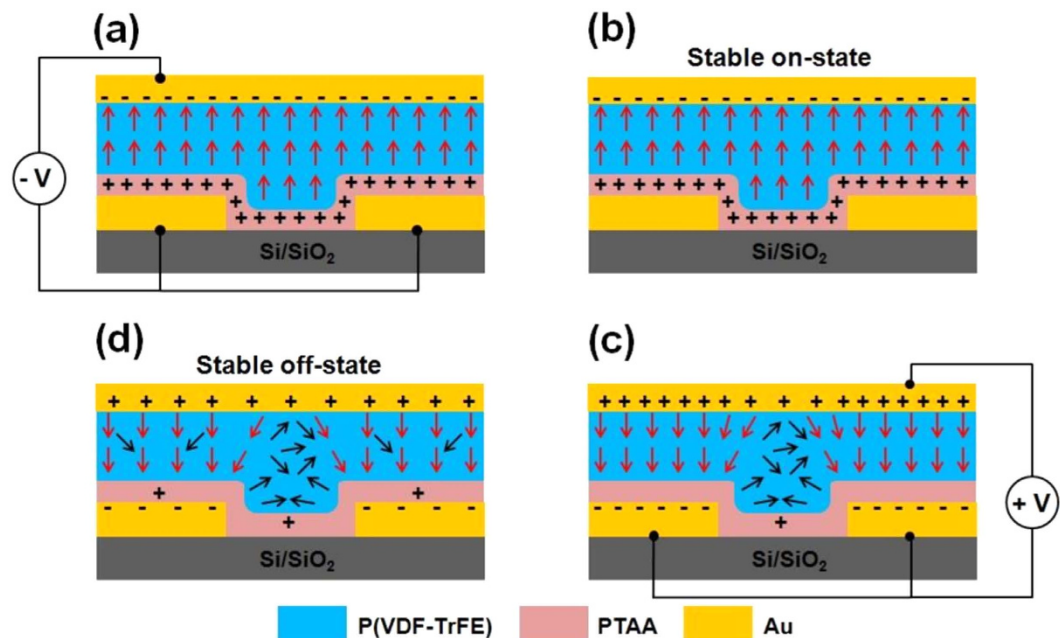 (a)
- V
Si/SiO2
(b)
Stable on-state
Si/SiO2
(d)
Stable off-state
Si/SiO2
(c)
+ V
Si/SiO2
P(VDF-TrFE)
PTAA
Au